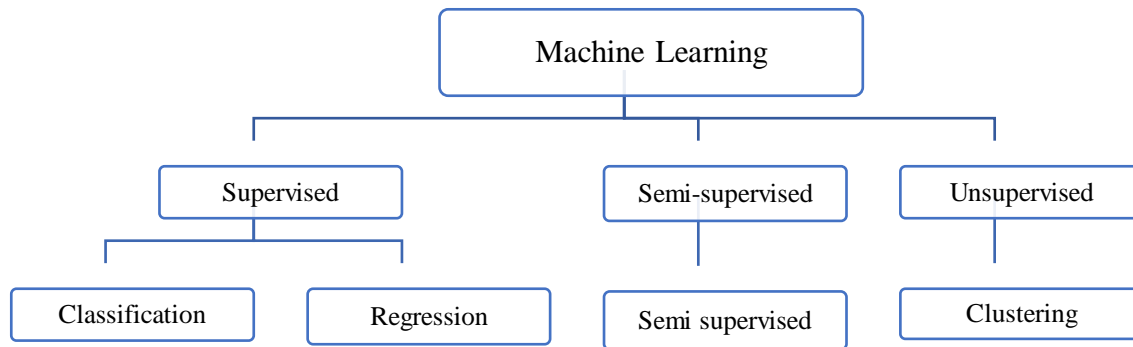 Machine Learning
Supervised
Semi-supervised
Unsupervised
Classification
Regression
Semi supervised
Clustering